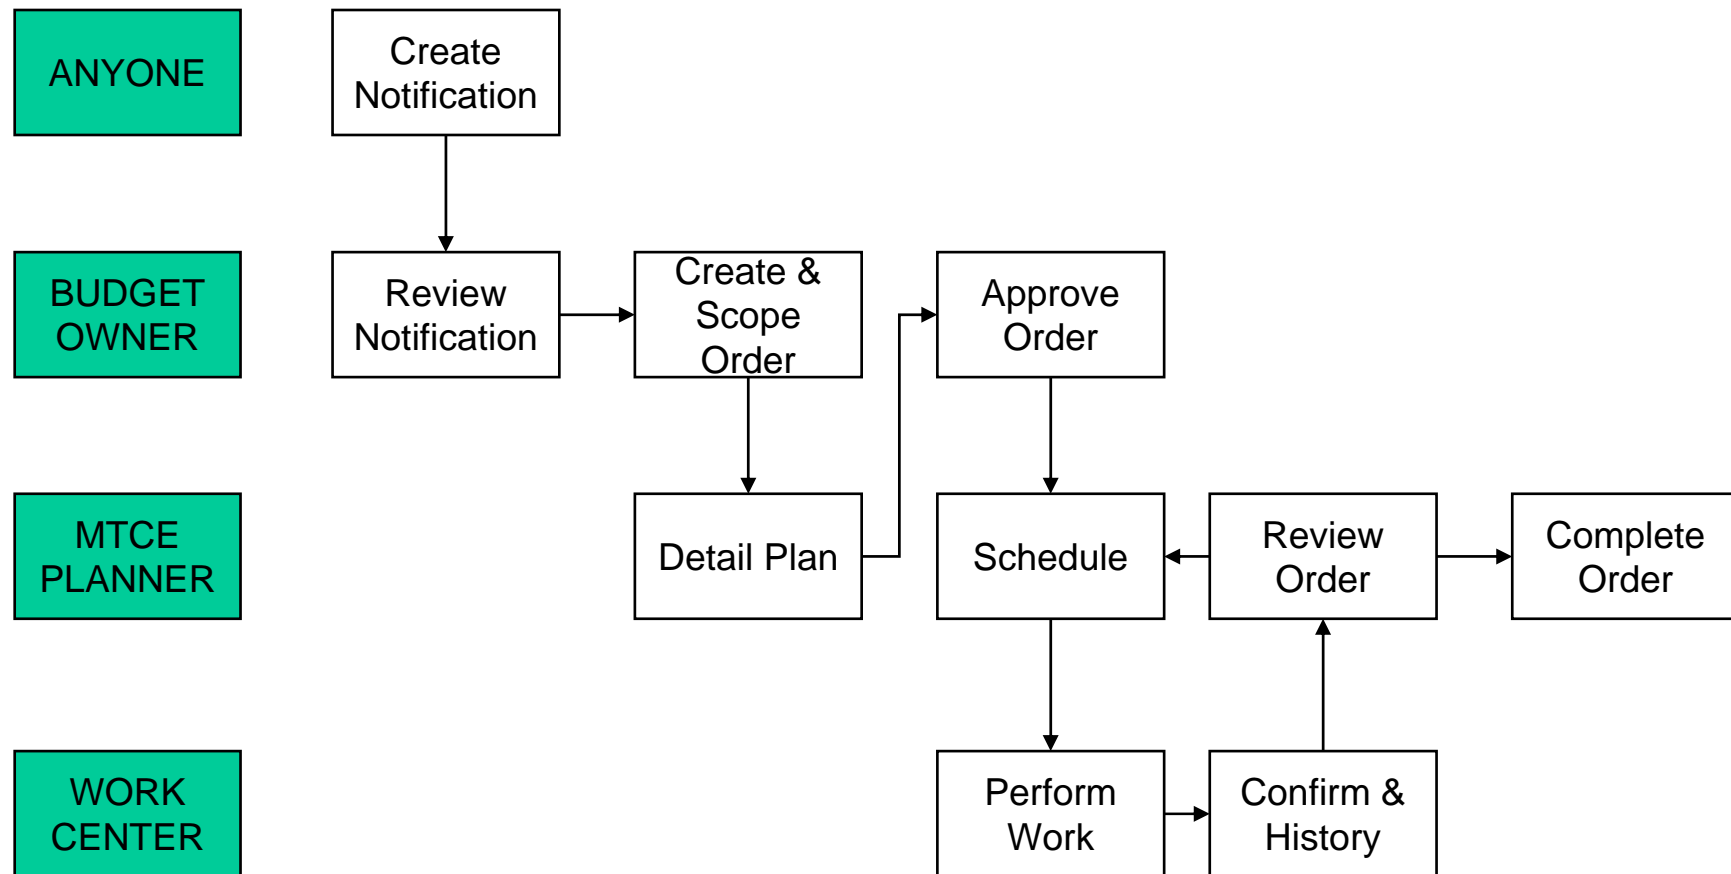 ANYONE
Create
Notification
BUDGET
OWNER
Review
Notification
Create &
Scope
Order
Approve
Order
MTCE
PLANNER
Detail Plan
Schedule
Review
Order
Complete
Order
WORK
CENTER
Perform
Work
Confirm &
History